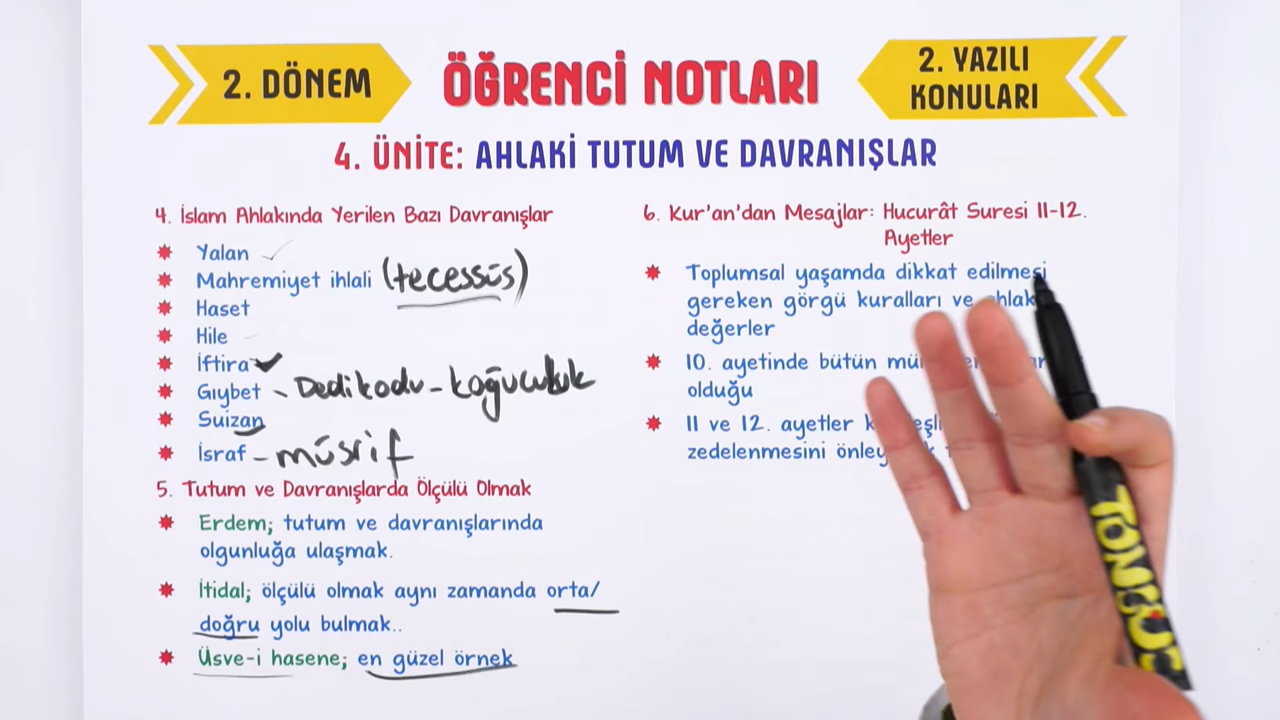 2. DÖNEM
ÖĞRENCİ NOTLARI
2. YAZILI
KONULARI
4. ÜNİTE: AHLAKİ TUTUM VE DAVRANIŞLAR
4. İslam Ahlakında Yerilen Bazı Davranışlar
Yalan
Mahremiyet ihlali (tecessüs)
Haset
Hile
İftira
Gıybet - Dedikodu - koğuculuk
Suizan
İsraf - müsrif
5. Tutum ve Davranışlarda Ölçülü Olmak
Erdem; tutum ve davranışlarında
olgunluğa ulaşmak.
İtidal; ölçülü olmak aynı zamanda orta/
doğru yolu bulmak..
Üsve-i hasene; en güzel örnek
6. Kur'an'dan Mesajlar: Hucurât Suresi 11-12.
Ayetler
Toplumsal yaşamda dikkat edilmesi
gereken görgü kuralları ve
değerler
10. ayetinde bütün
olduğu
11 ve 12. ayetler
zedelenmesini
TOMBUŞ